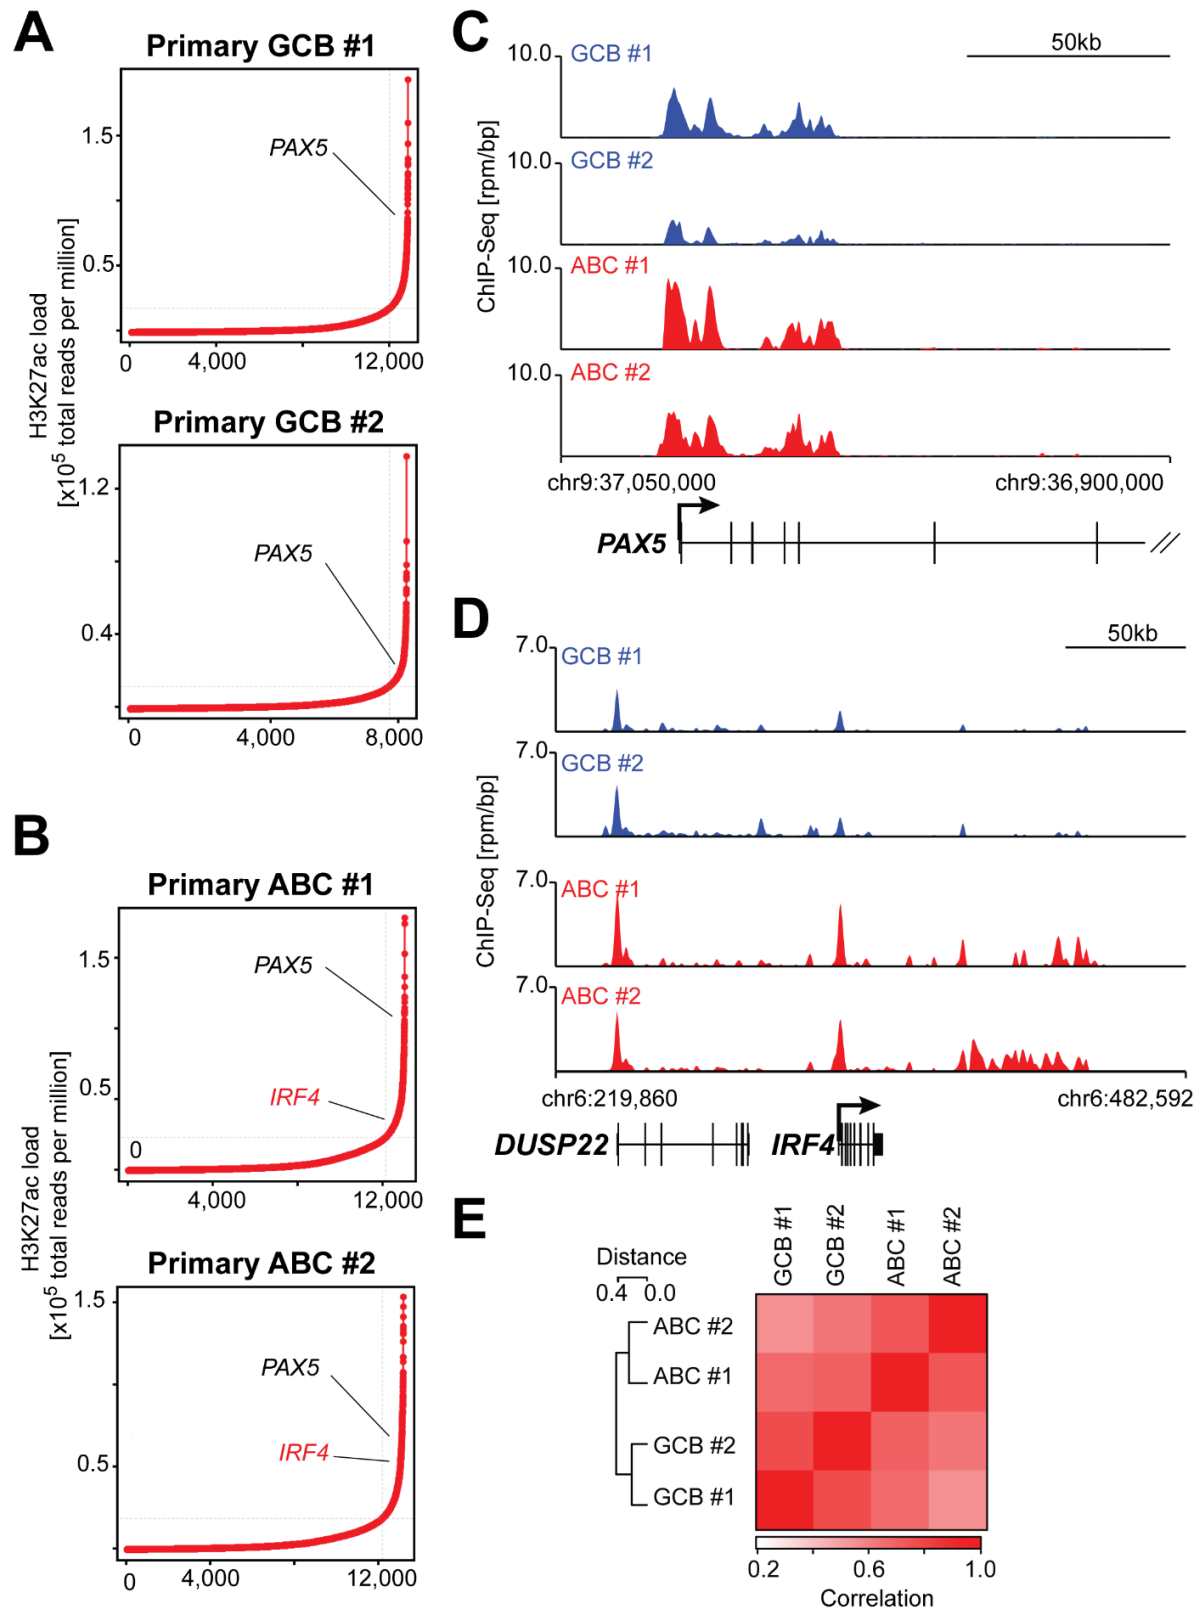 A
Primary GCB #1
H3K27ac load
[x10⁵ total reads per million]
1.5
0.5
PAX5
0
4,000
12,000
Primary GCB #2
1.2
0.4
PAX5
0
4,000
8,000
B
Primary ABC #1
H3K27ac load
[x10⁵ total reads per million]
1.5
0.5
0
PAX5
IRF4
4,000
12,000
Primary ABC #2
1.5
0.5
PAX5
IRF4
0
4,000
12,000
C
ChIP-Seq [rpm/bp]
50kb
10.0
GCB #1
10.0
GCB #2
10.0
ABC #1
10.0
ABC #2
chr9:37,050,000
chr9:36,900,000
PAX5
D
ChIP-Seq [rpm/bp]
50kb
7.0
GCB #1
7.0
GCB #2
7.0
ABC #1
7.0
ABC #2
chr6:219,860
chr6:482,592
DUSP22
IRF4
E
GCB #1
GCB #2
ABC #1
ABC #2
Distance
0.4 0.0
ABC #2
ABC #1
GCB #2
GCB #1
0.2
0.6
1.0
Correlation